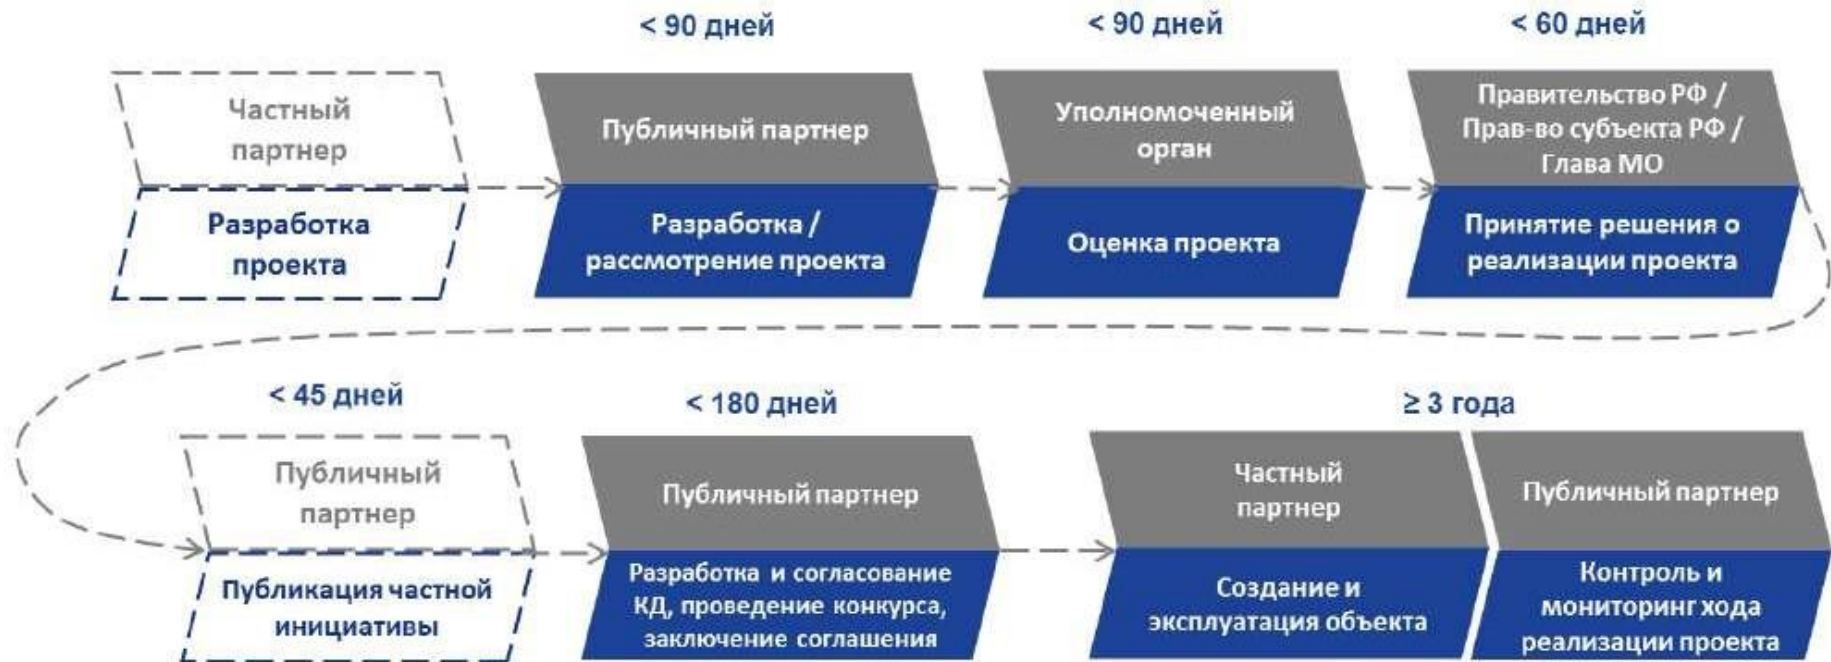 < 90 дней
< 90 дней
< 60 дней
Частный
партнер
Разработка
проекта
Публичный партнер
Разработка /
рассмотрение проекта
Уполномоченный
орган
Оценка проекта
Правительство РФ /
Прав-во субъекта РФ /
Глава МО
Принятие решения о
реализации проекта
< 45 дней
< 180 дней
≥ 3 года
Публичный
партнер
Публикация частной
инициативы
Публичный партнер
Разработка и согласование
КД, проведение конкурса,
заключение соглашения
Частный
партнер
Создание и
эксплуатация объекта
Публичный партнер
Контроль и
мониторинг хода
реализации проекта